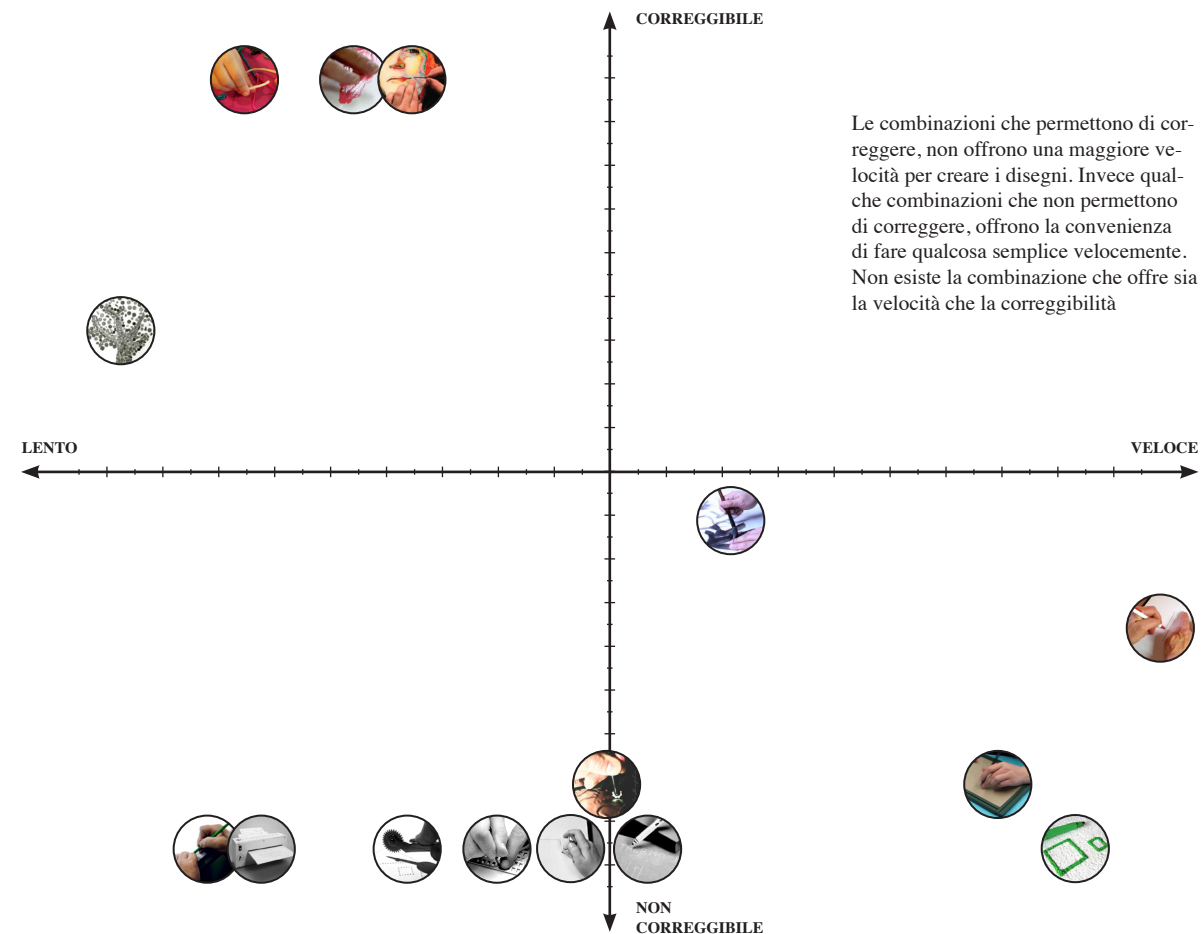 CORREGGIBILE
Le combinazioni che permettono di cor-
reggere, non offrono una maggiore ve-
locità per creare i disegni. Invece qual-
che combinazioni che non permettono
di correggere, offrono la convenienza
di fare qualcosa semplice velocemente.
Non esiste la combinazione che offre sia
la velocità che la correggibilità
LENTO
VELOCE
NON
CORREGGIBILE